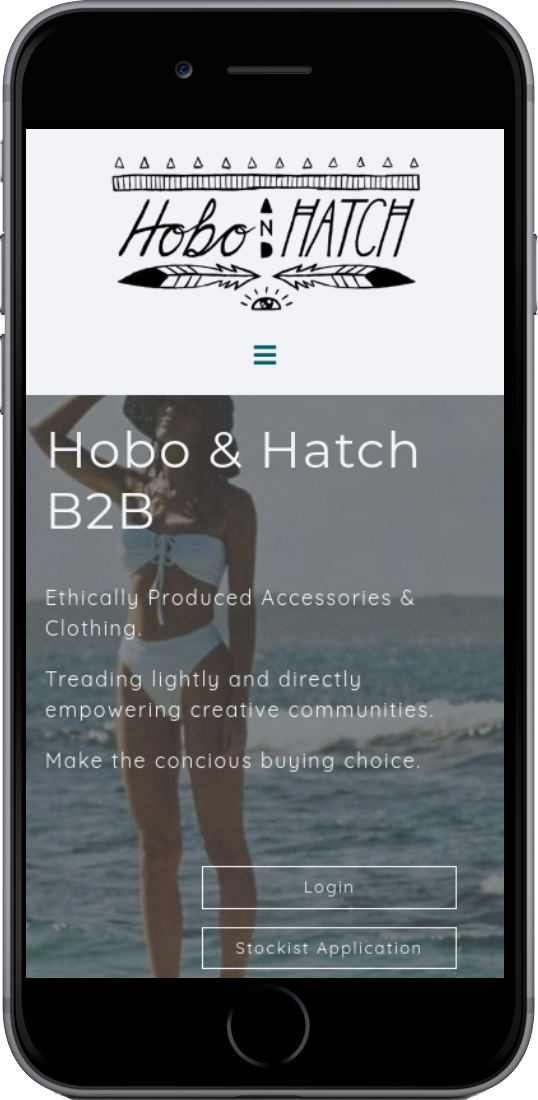 Hobo AND HATCH
Hobo & Hatch
B2B
Ethically Produced Accessories &
Clothing.
Treading lightly and directly
empowering creative communities.
Make the concious buying choice.
Login
Stockist Application